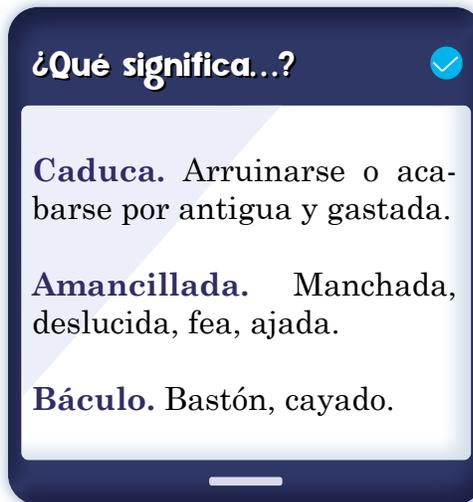 ¿Qué significa...?
Caduca. Arruinarse o aca-
barse por antigua y gastada.
Amancillada. Manchada,
deslucida, fea, ajada.
Báculo. Bastón, cayado.